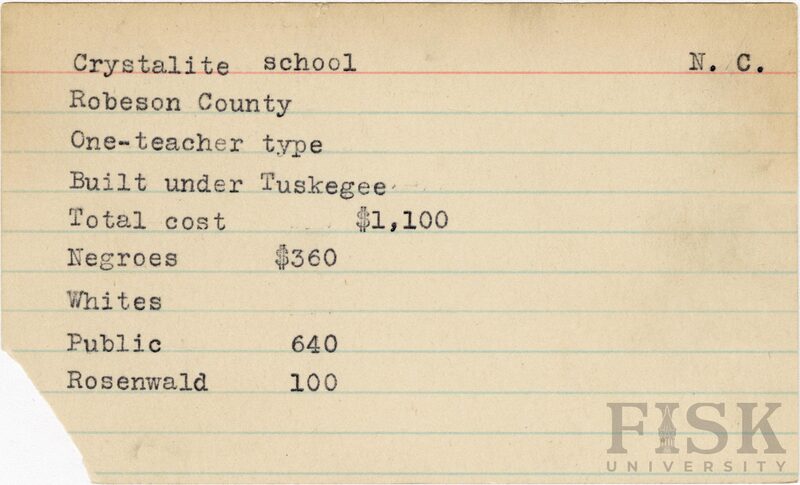 Crystalite school N. C.
Robeson County
One-teacher type
Built under Tuskegee
Total cost $1,100
Negroes $360
Whites
Public 640
Rosenwald 100
FISK
UNIVERSITY